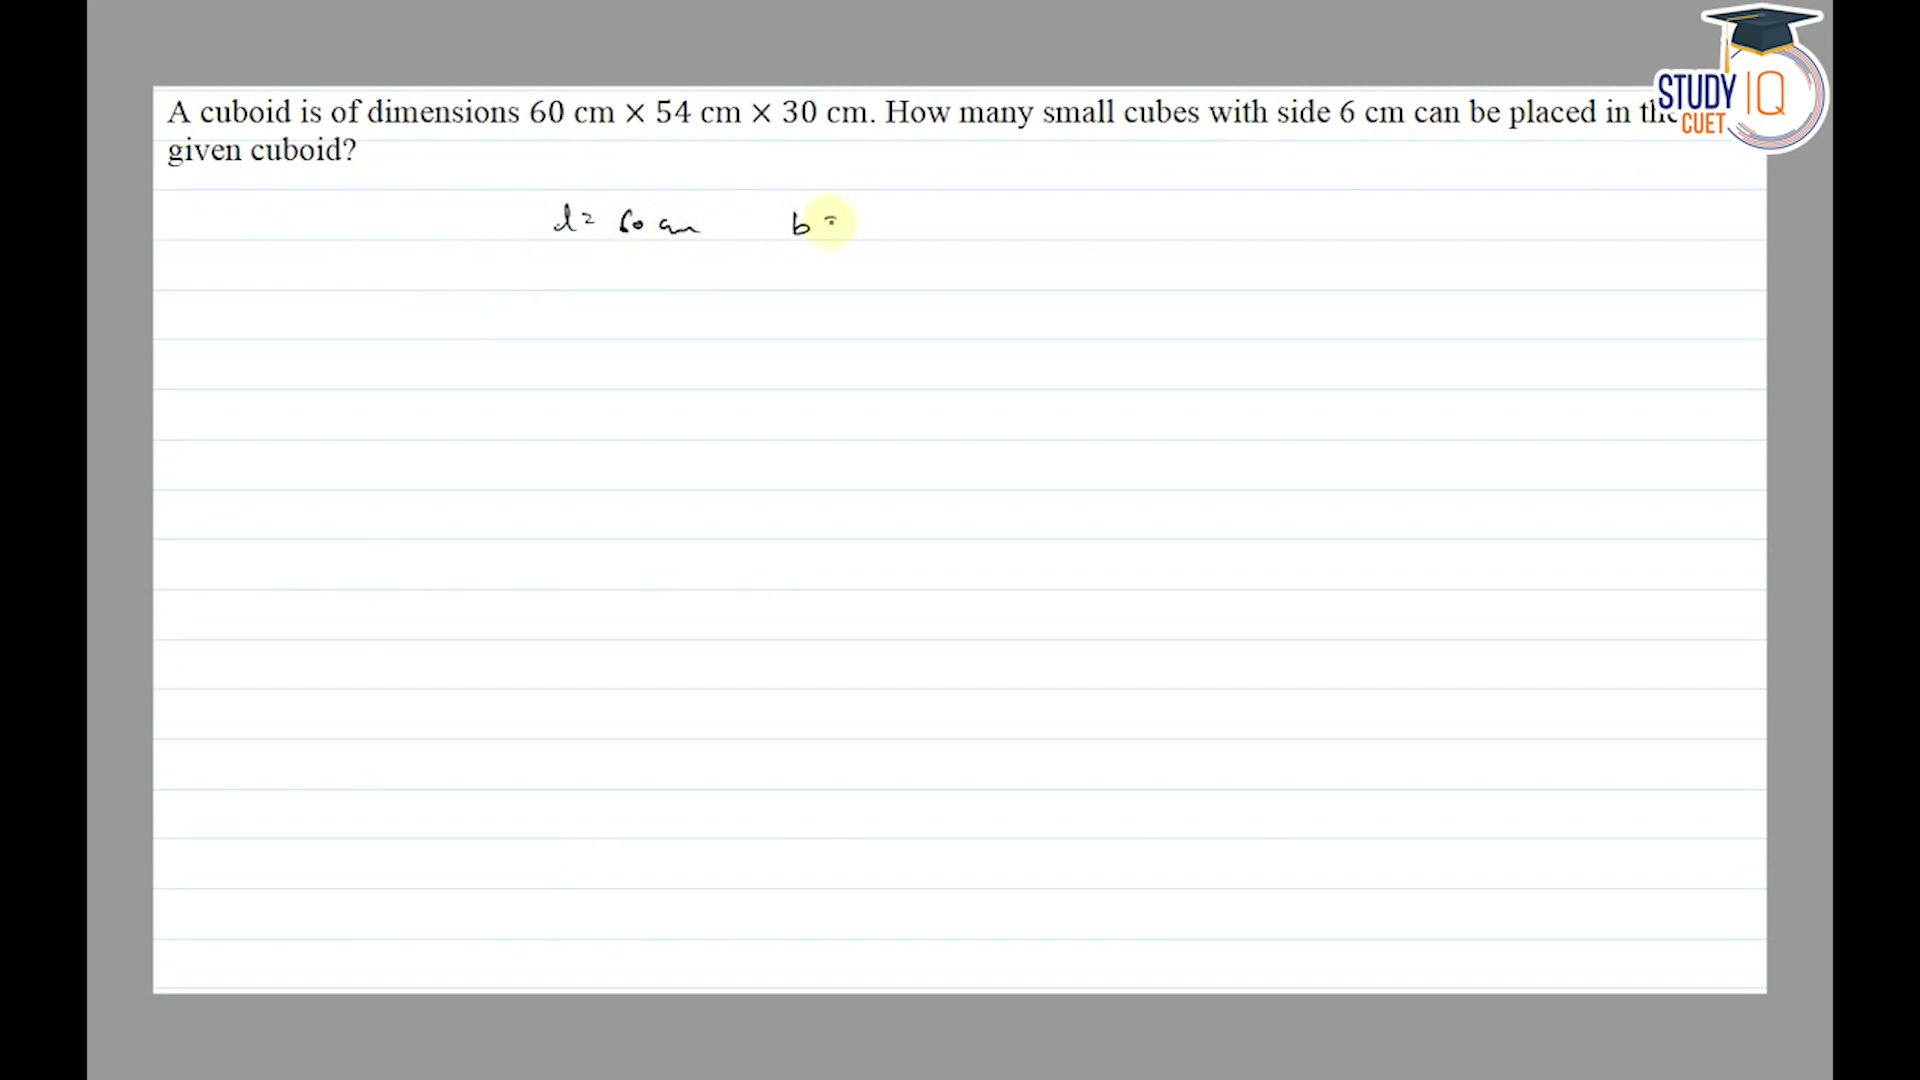 A cuboid is of dimensions 60 cm × 54 cm × 30 cm. How many small cubes with side 6 cm can be placed in the
given cuboid?
l = 60 cm b =
STUDY IQ
CUET